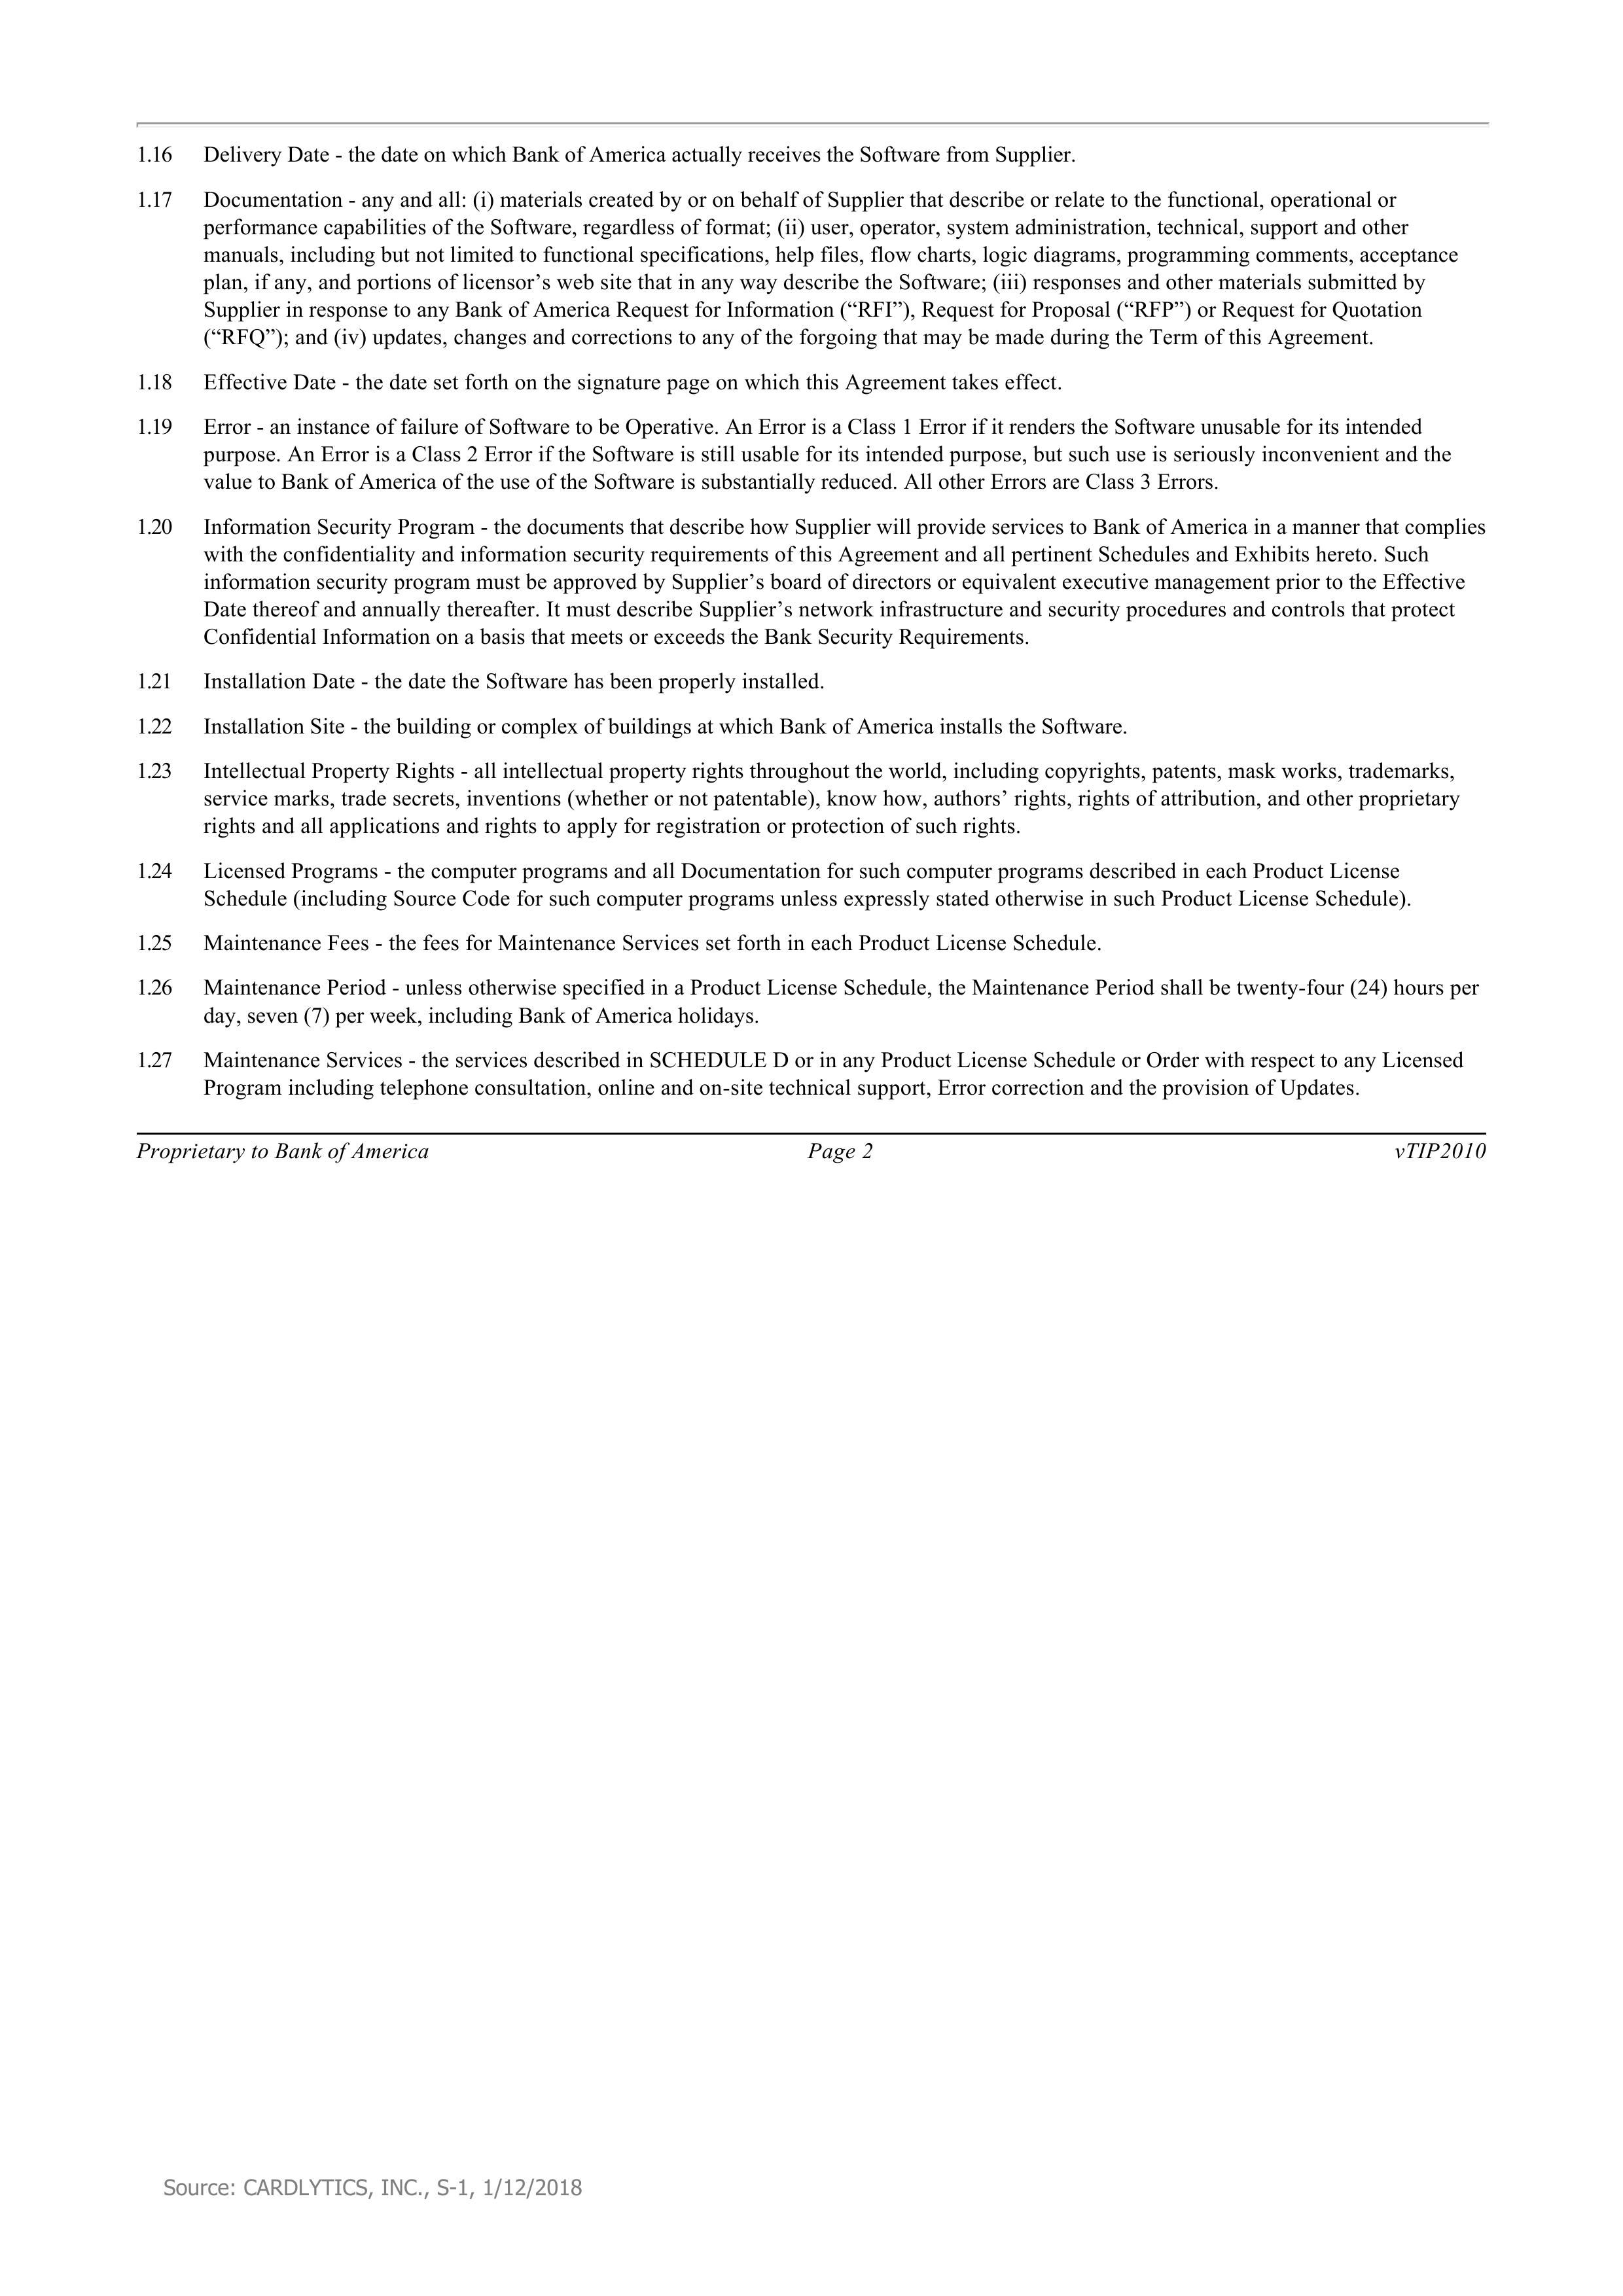 1.16 Delivery Date - the date on which Bank of America actually receives the Software from Supplier.
1.17 Documentation - any and all: (i) materials created by or on behalf of Supplier that describe or relate to the functional, operational or
performance capabilities of the Software, regardless of format; (ii) user, operator, system administration, technical, support and other
manuals, including but not limited to functional specifications, help files, flow charts, logic diagrams, programming comments, acceptance
plan, if any, and portions of licensor’s web site that in any way describe the Software; (iii) responses and other materials submitted by
Supplier in response to any Bank of America Request for Information (“RFI”), Request for Proposal (“RFP”) or Request for Quotation
(“RFQ”); and (iv) updates, changes and corrections to any of the forgoing that may be made during the Term of this Agreement.
1.18 Effective Date - the date set forth on the signature page on which this Agreement takes effect.
1.19 Error - an instance of failure of Software to be Operative. An Error is a Class 1 Error if it renders the Software unusable for its intended
purpose. An Error is a Class 2 Error if the Software is still usable for its intended purpose, but such use is seriously inconvenient and the
value to Bank of America of the use of the Software is substantially reduced. All other Errors are Class 3 Errors.
1.20 Information Security Program - the documents that describe how Supplier will provide services to Bank of America in a manner that complies
with the confidentiality and information security requirements of this Agreement and all pertinent Schedules and Exhibits hereto. Such
information security program must be approved by Supplier’s board of directors or equivalent executive management prior to the Effective
Date thereof and annually thereafter. It must describe Supplier’s network infrastructure and security procedures and controls that protect
Confidential Information on a basis that meets or exceeds the Bank Security Requirements.
1.21 Installation Date - the date the Software has been properly installed.
1.22 Installation Site - the building or complex of buildings at which Bank of America installs the Software.
1.23 Intellectual Property Rights - all intellectual property rights throughout the world, including copyrights, patents, mask works, trademarks,
service marks, trade secrets, inventions (whether or not patentable), know how, authors’ rights, rights of attribution, and other proprietary
rights and all applications and rights to apply for registration or protection of such rights.
1.24 Licensed Programs - the computer programs and all Documentation for such computer programs described in each Product License
Schedule (including Source Code for such computer programs unless expressly stated otherwise in such Product License Schedule).
1.25 Maintenance Fees - the fees for Maintenance Services set forth in each Product License Schedule.
1.26 Maintenance Period - unless otherwise specified in a Product License Schedule, the Maintenance Period shall be twenty-four (24) hours per
day, seven (7) per week, including Bank of America holidays.
1.27 Maintenance Services - the services described in SCHEDULE D or in any Product License Schedule or Order with respect to any Licensed
Program including telephone consultation, online and on-site technical support, Error correction and the provision of Updates.
Proprietary to Bank of America Page 2 vTIP2010
Source: CARDLYTICS, INC., S-1, 1/12/2018